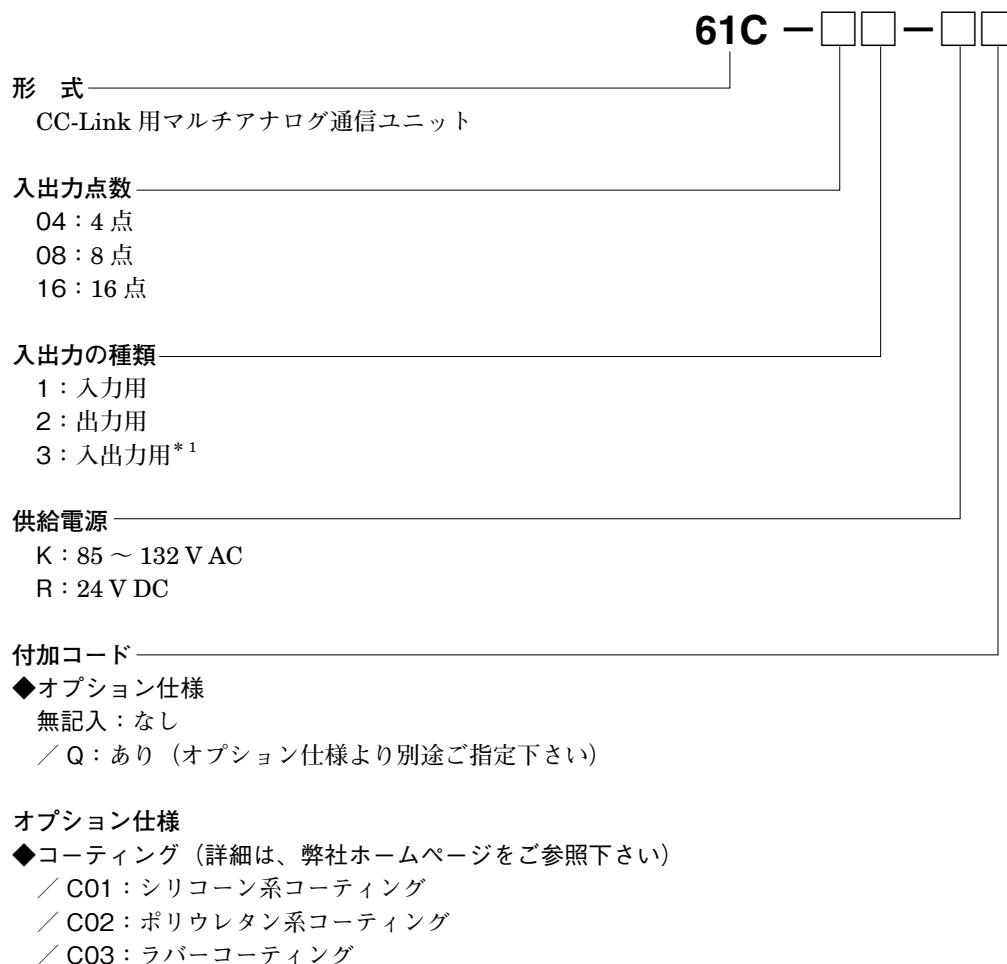 61C －□□－□□
形　式
CC-Link 用マルチアナログ通信ユニット
入出力点数
04：4 点
08：8 点
16：16 点
入出力の種類
1：入力用
2：出力用
3：入出力用＊1
供給電源
K：85 ～ 132 V AC
R：24 V DC
付加コード
◆オプション仕様
無記入：なし
／ Q：あり（オプション仕様より別途ご指定下さい）
オプション仕様
◆コーティング（詳細は、弊社ホームページをご参照下さい）
／ C01：シリコーン系コーティング
／ C02：ポリウレタン系コーティング
／ C03：ラバーコーティング